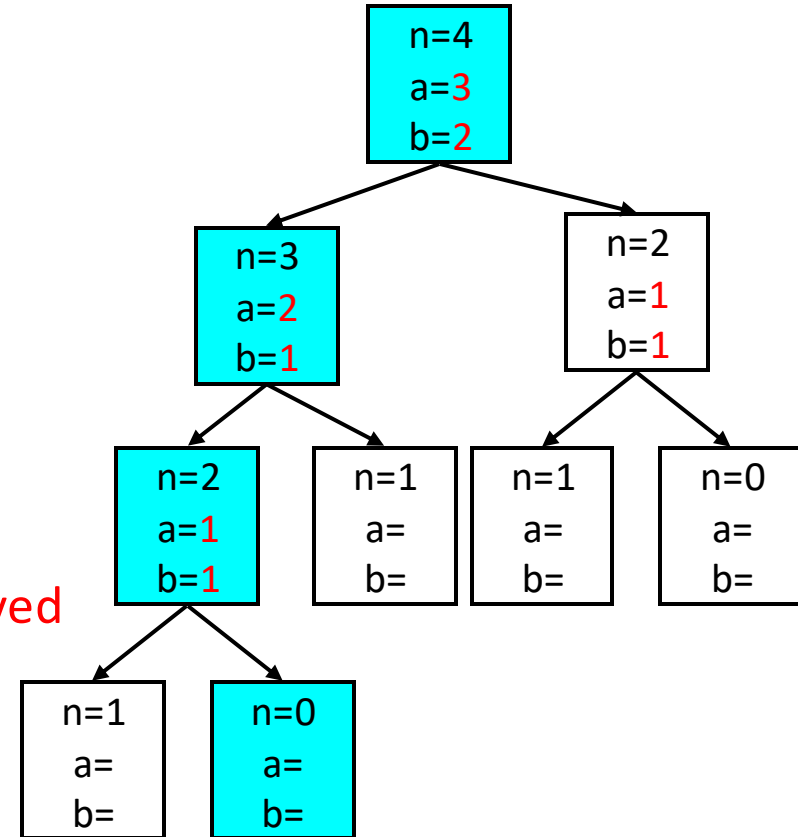 n=4
a=3
b=2
n=3
a=2
b=1
n=2
a=1
b=1
n=2
a=1
b=1
n=1
a=
b=
n=1
a=
b=
n=0
a=
b=
n=1
a=
b=
n=0
a=
b=